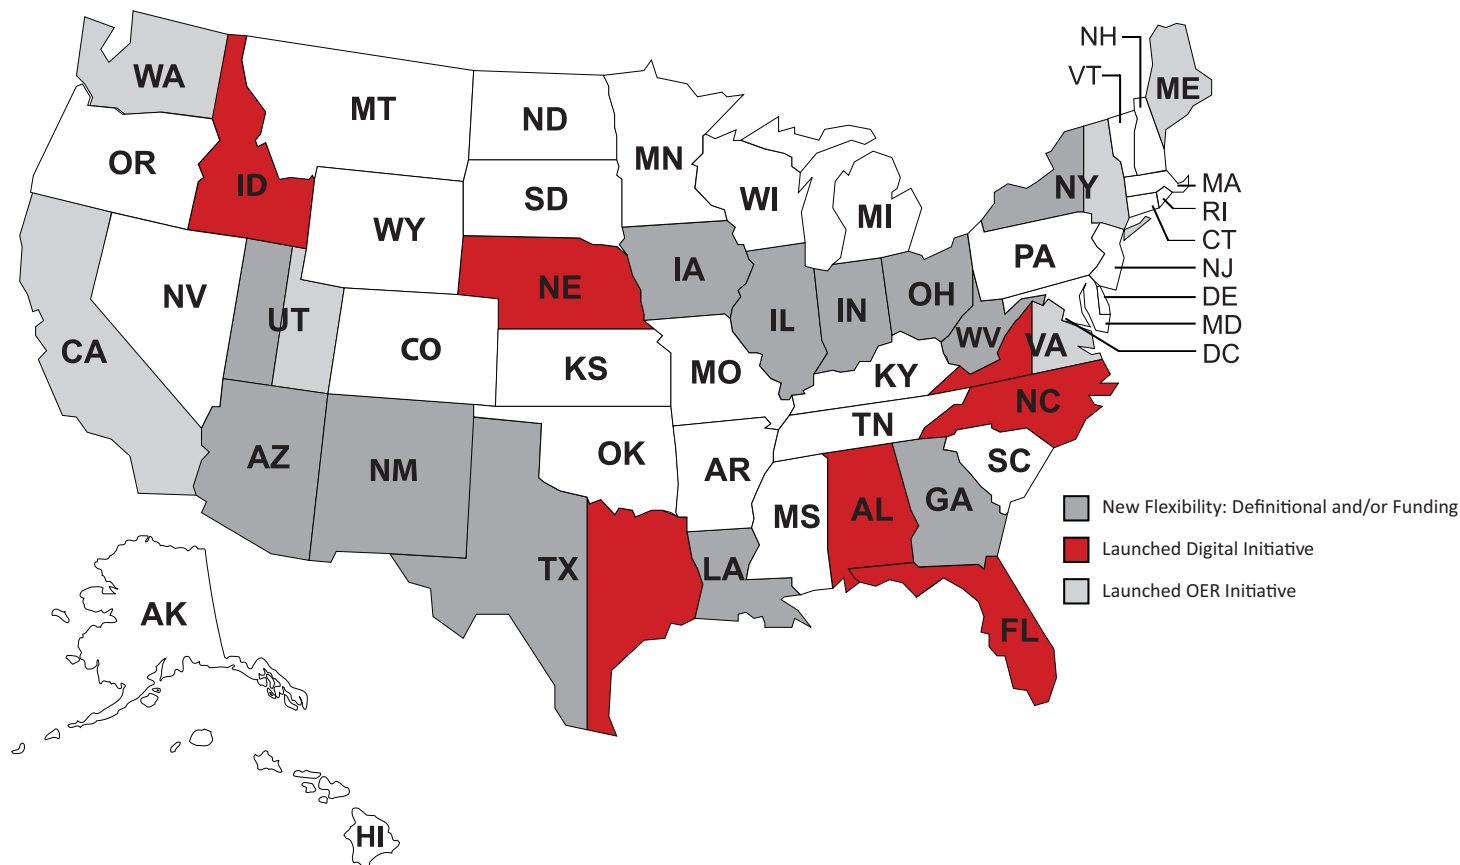 NH
VT
ME
WA
MT
ND
MN
OR
ID
SD
WI
MI
NY
MA
RI
CT
WY
PA
NJ
IA
NE
DE
NV
UT
IL
IN
OH
WV
VA
MD
DC
CA
CO
KS
MO
KY
NC
TN
AZ
NM
OK
AR
SC
MS
AL
GA
New Flexibility: Definitional and/or Funding
Launched Digital Initiative
TX
LA
Launched OER Initiative
AK
FL
HI